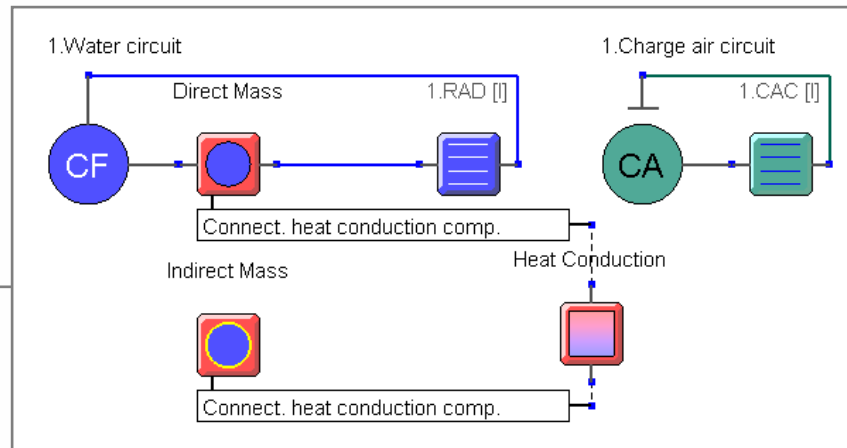 1.Water circuit
1.Charge air circuit
Direct Mass
1.RAD [I]
1.CAC [I]
CF
CA
Connect. heat conduction comp.
Heat Conduction
Indirect Mass
Connect. heat conduction comp.